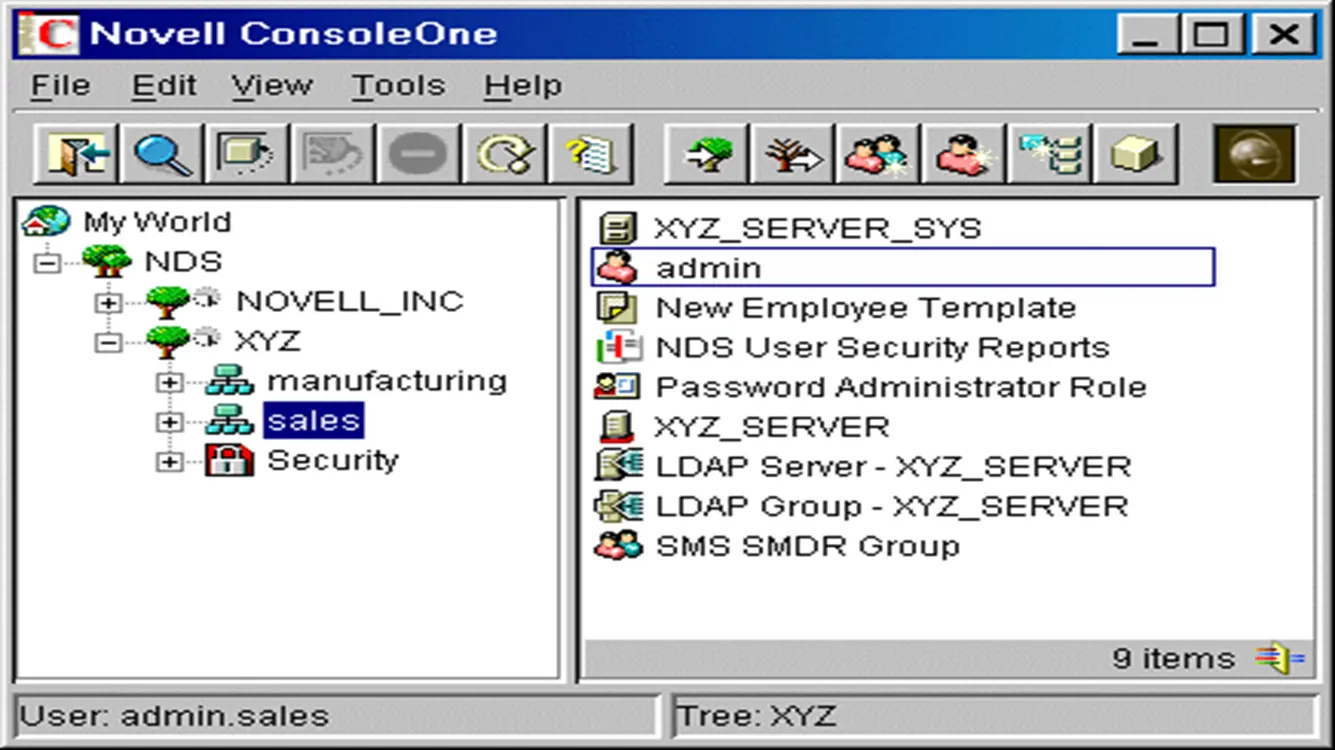 Novell ConsoleOne
File Edit View Tools Help
My World
NDS
NOVELL_INC
XYZ
manufacturing
sales
Security
XYZ_SERVER_SYS
admin
New Employee Template
NDS User Security Reports
Password Administrator Role
XYZ_SERVER
LDAP Server - XYZ_SERVER
LDAP Group - XYZ_SERVER
SMS SMDR Group
9 items
User: admin.sales
Tree: XYZ